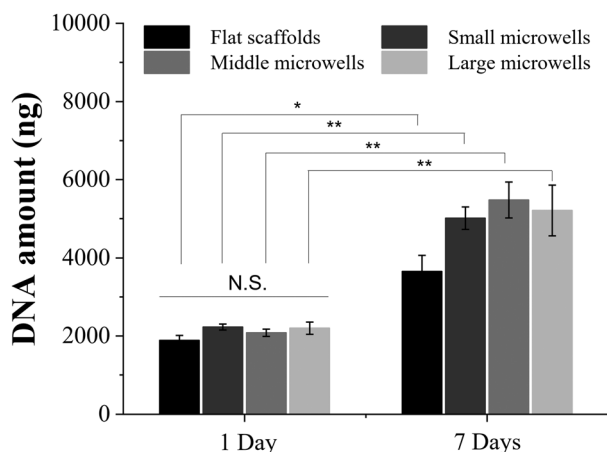 DNA amount (ng)
10000
8000
6000
4000
2000
0
Flat scaffolds
Small microwells
Middle microwells
Large microwells
*
**
**
**
N.S.
1 Day
7 Days